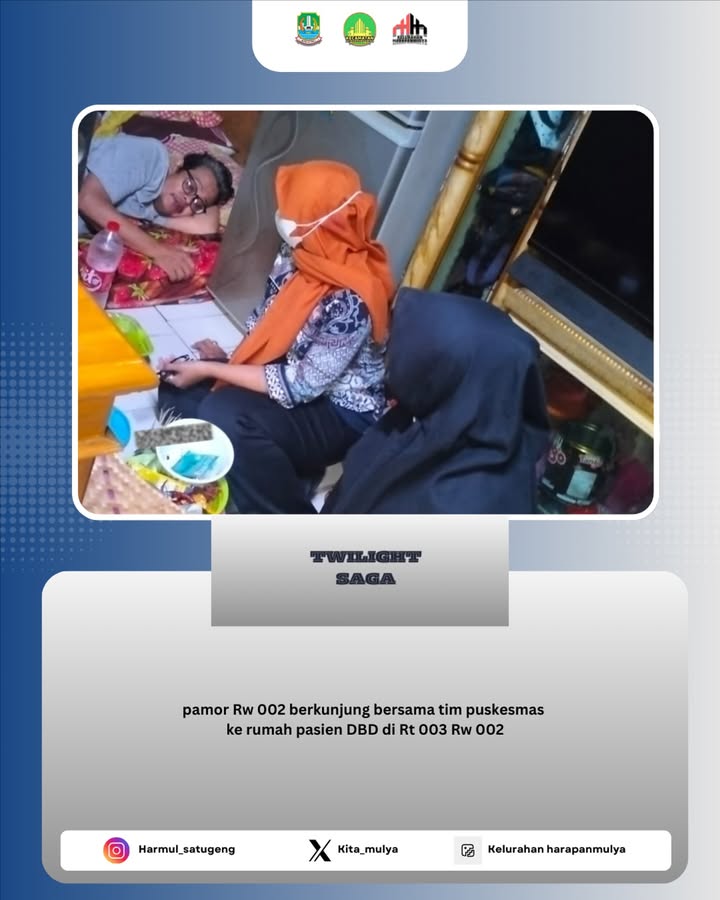 TWILIGHT
SAGA
pamor Rw 002 berkunjung bersama tim puskesmas
ke rumah pasien DBD di Rt 003 Rw 002
Harmul_satugeng
Kita_mulya
Kelurahan harapanmulya